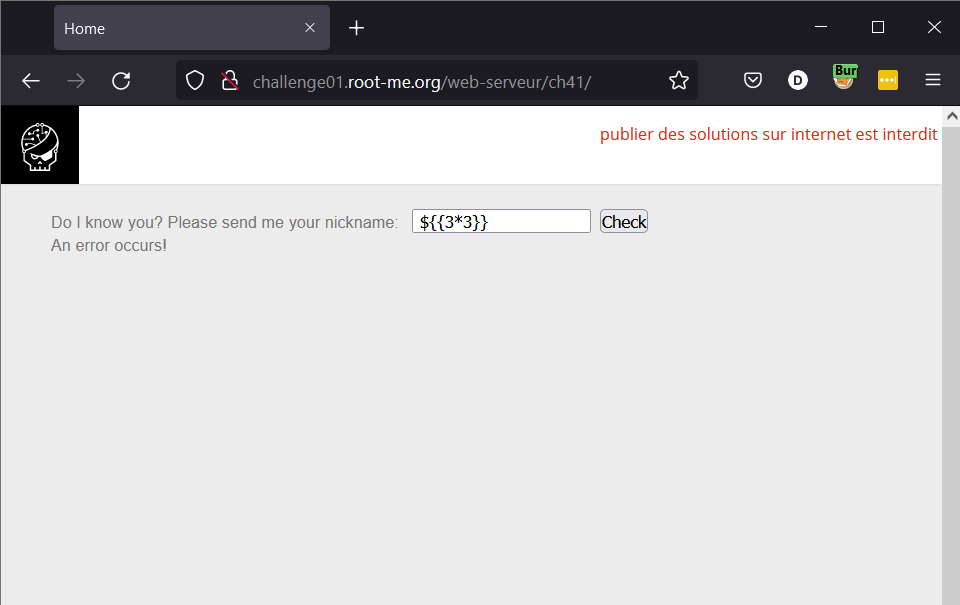 Home
challenge01.root-me.org/web-serveur/ch41/
D
Bur
publier des solutions sur internet est interdit
Do I know you? Please send me your nickname: ${{3*3}} Check
An error occurs!